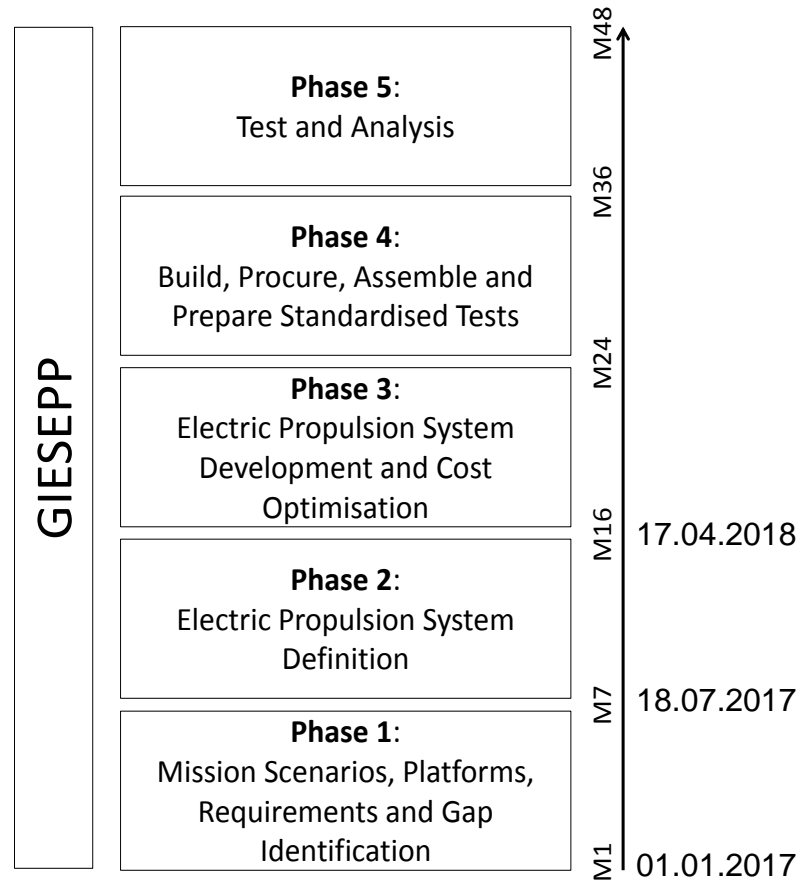 GIESEPP
Phase 5:
Test and Analysis
Phase 4:
Build, Procure, Assemble and
Prepare Standardised Tests
Phase 3:
Electric Propulsion System
Development and Cost
Optimisation
Phase 2:
Electric Propulsion System
Definition
Phase 1:
Mission Scenarios, Platforms,
Requirements and Gap
Identification
M48
M36
M24
M16
17.04.2018
M7
18.07.2017
M1
01.01.2017